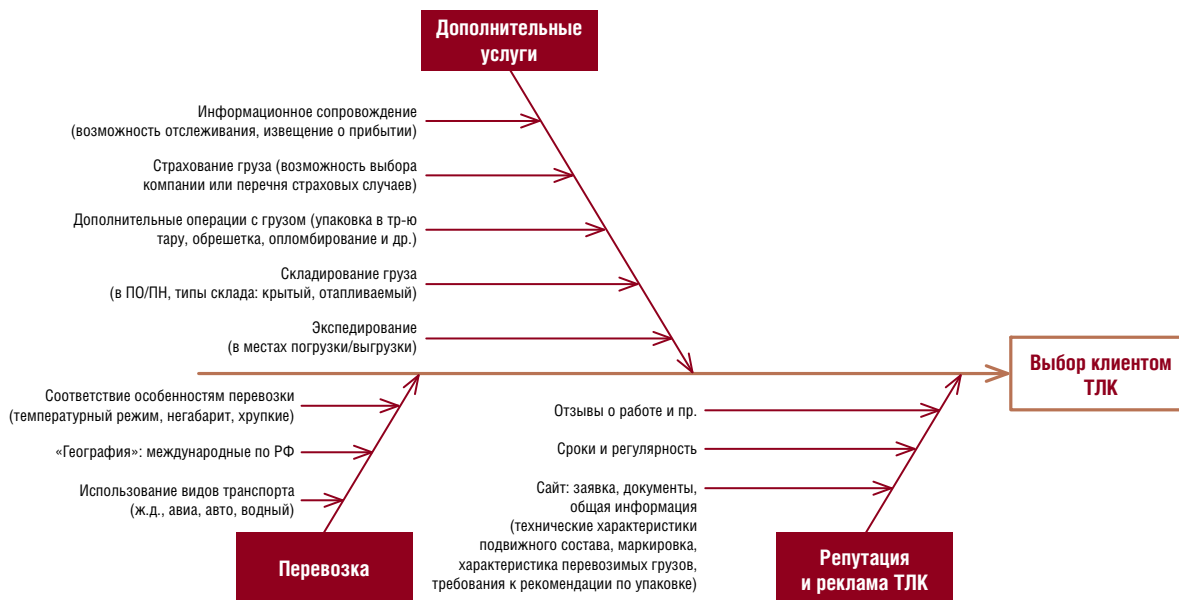 Дополнительные
услуги
Информационное сопровождение
(возможность отслеживания, извещение о прибытии)
Страхование груза (возможность выбора
компании или перечня страховых случаев)
Дополнительные операции с грузом (упаковка в тр-ю
тару, обрешетка, опломбирование и др.)
Складирование груза
(в ПО/ПН, типы склада: крытый, отапливаемый)
Экспедирование
(в местах погрузки/выгрузки)
Выбор клиентом
ТЛК
Соответствие особенностям перевозки
(температурный режим, негабарит, хрупкие)
«География»: международные по РФ
Использование видов транспорта
(ж.д., авиа, авто, водный)
Перевозка
Отзывы о работе и пр.
Сроки и регулярность
Сайт: заявка, документы,
общая информация
(технические характеристики
подвижного состава, маркировка,
характеристика перевозимых грузов,
требования к рекомендации по упаковке)
Репутация
и реклама ТЛК